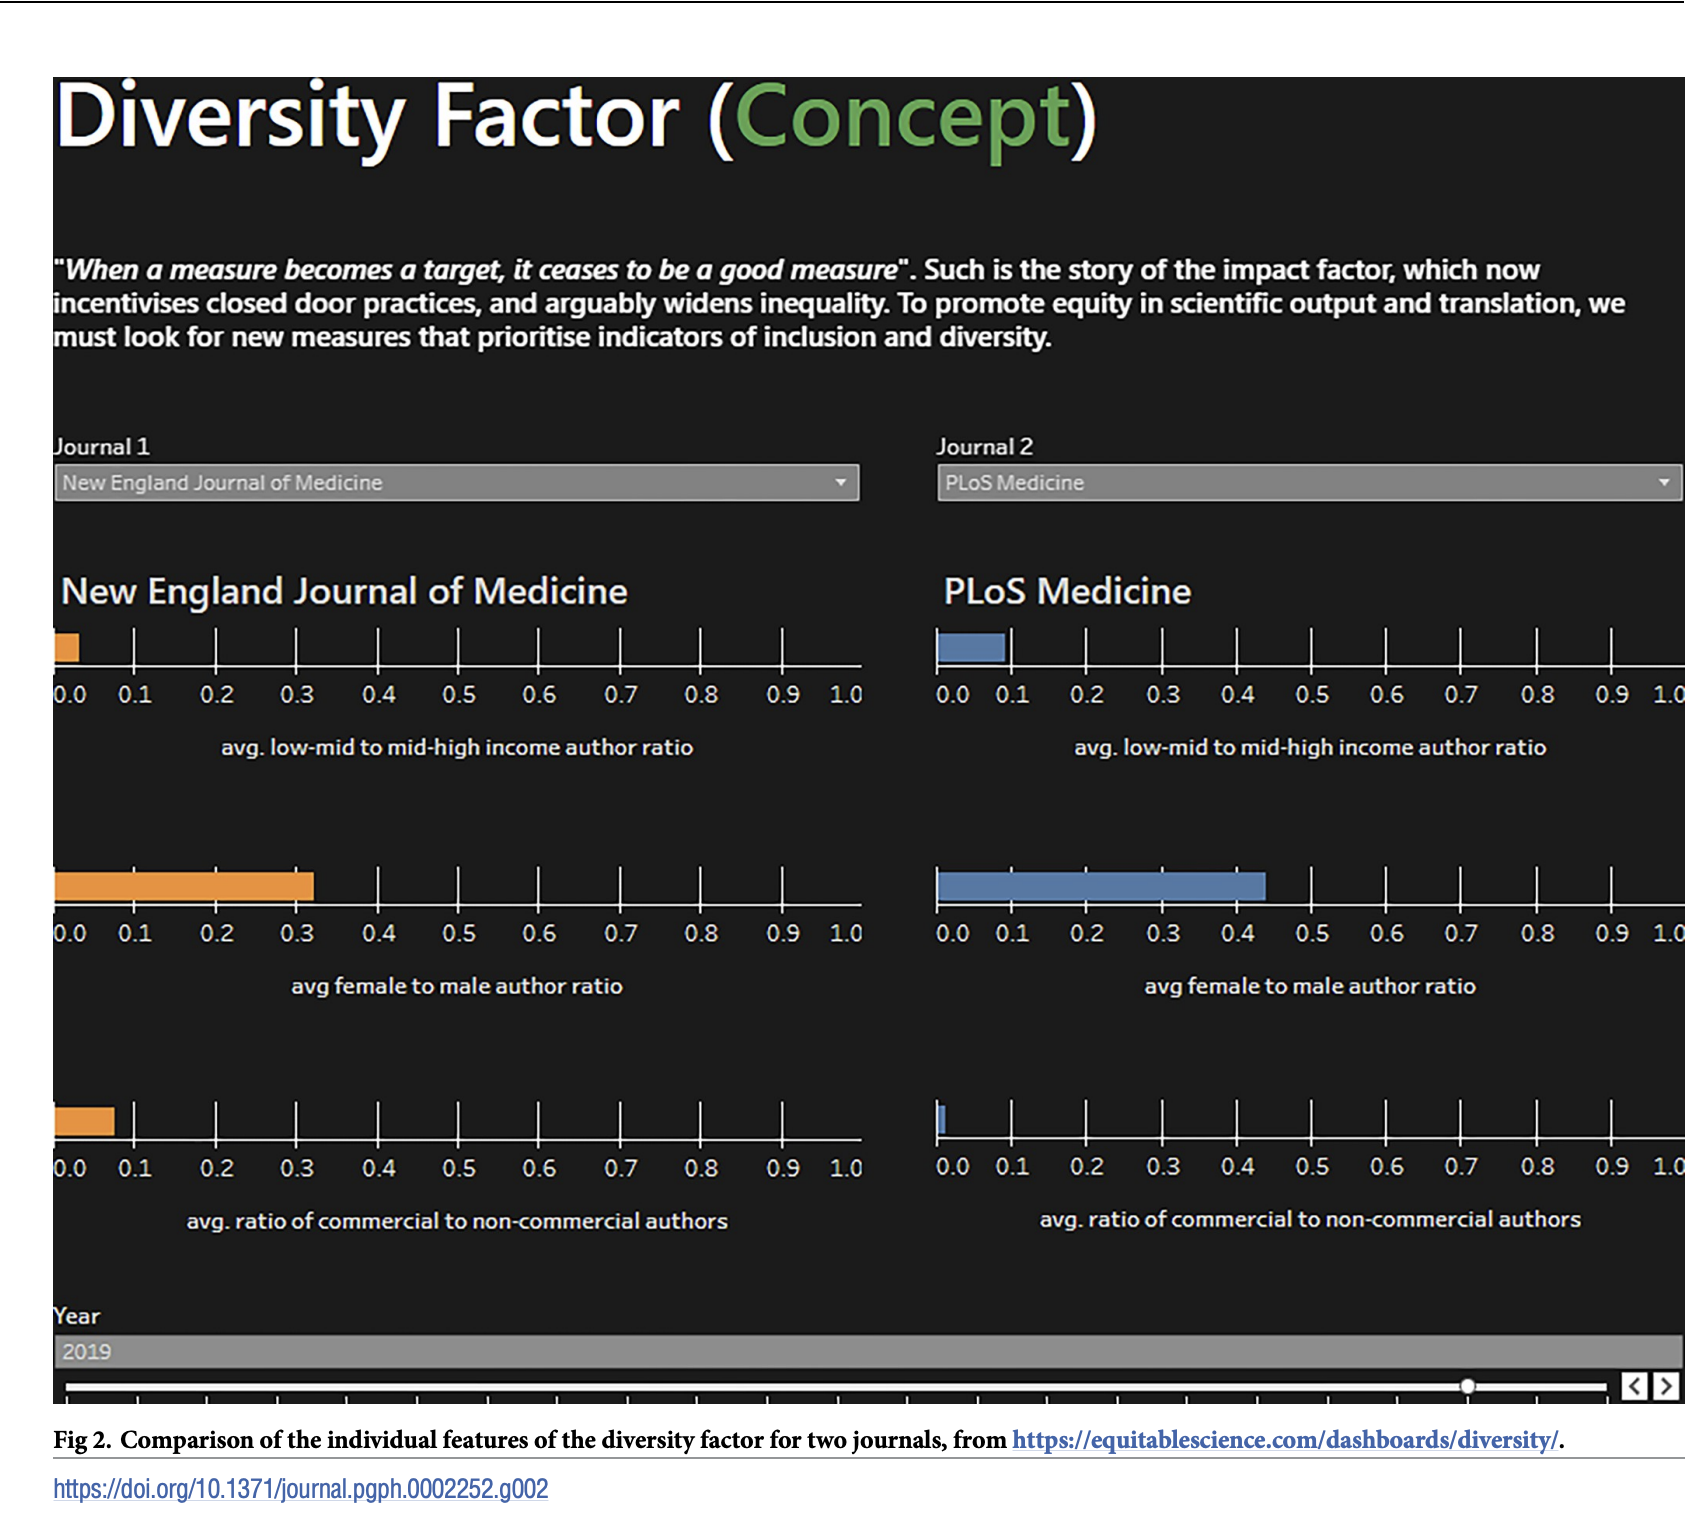 Diversity Factor (Concept)
"When a measure becomes a target, it ceases to be a good measure". Such is the story of the impact factor, which now
incentivises closed door practices, and arguably widens inequality. To promote equity in scientific output and translation, we
must look for new measures that prioritise indicators of inclusion and diversity.
Journal 1
New England Journal of Medicine
Journal 2
PLoS Medicine
New England Journal of Medicine
0.0 0.1 0.2 0.3 0.4 0.5 0.6 0.7 0.8 0.9 1.0
avg. low-mid to mid-high income author ratio
0.0 0.1 0.2 0.3 0.4 0.5 0.6 0.7 0.8 0.9 1.0
avg female to male author ratio
0.0 0.1 0.2 0.3 0.4 0.5 0.6 0.7 0.8 0.9 1.0
avg. ratio of commercial to non-commercial authors
PLoS Medicine
0.0 0.1 0.2 0.3 0.4 0.5 0.6 0.7 0.8 0.9 1.0
avg. low-mid to mid-high income author ratio
0.0 0.1 0.2 0.3 0.4 0.5 0.6 0.7 0.8 0.9 1.0
avg female to male author ratio
0.0 0.1 0.2 0.3 0.4 0.5 0.6 0.7 0.8 0.9 1.0
avg. ratio of commercial to non-commercial authors
Year
2019
Fig 2. Comparison of the individual features of the diversity factor for two journals, from https://equitablescience.com/dashboards/diversity/.
https://doi.org/10.1371/journal.pgph.0002252.g002